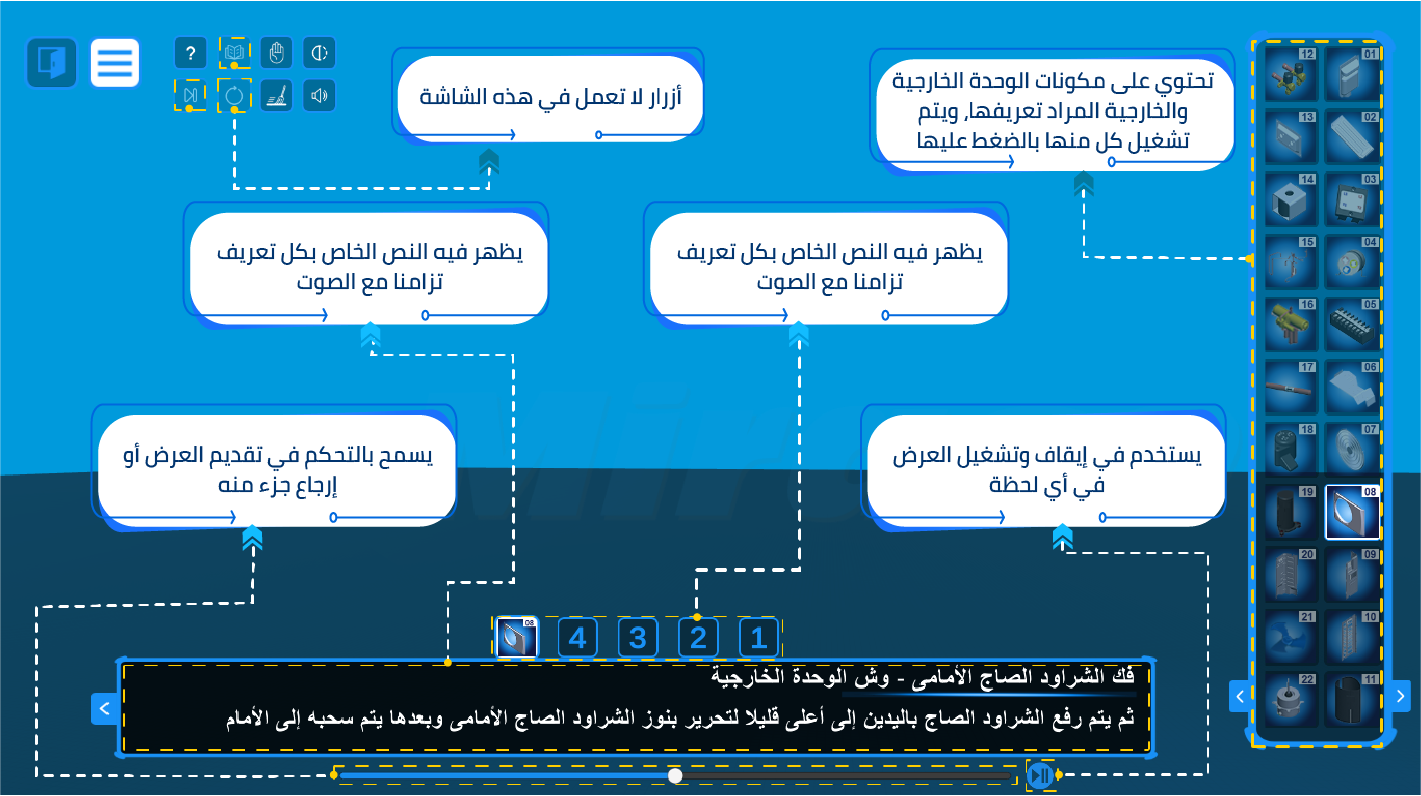 ?
أزرار لا تعمل في هذه الشاشة
تحتوي على مكونات الوحدة الخارجية
والخارجية المراد تعريفها، ويتم
تشغيل كل منها بالضغط عليها
يظهر فيه النص الخاص بكل تعريف
تزامنا مع الصوت
يظهر فيه النص الخاص بكل تعريف
تزامنا مع الصوت
يستخدم في إيقاف وتشغيل العرض
في أي لحظة
يسمح بالتحكم في تقديم العرض أو
إرجاع جزء منه
01 12
02 13
03 14
04 15
05 16
06 17
07 18
08 19
09 20
10 21
11 22
1 2 3 4 08
فك الشراود الصاج الأمامى - وش الوحدة الخارجية
ثم يتم رفع الشراود الصاج باليدين إلى أعلى قليلا لتحرير بنوز الشراود الصاج الأمامى وبعدها يتم سحبه إلى الأمام